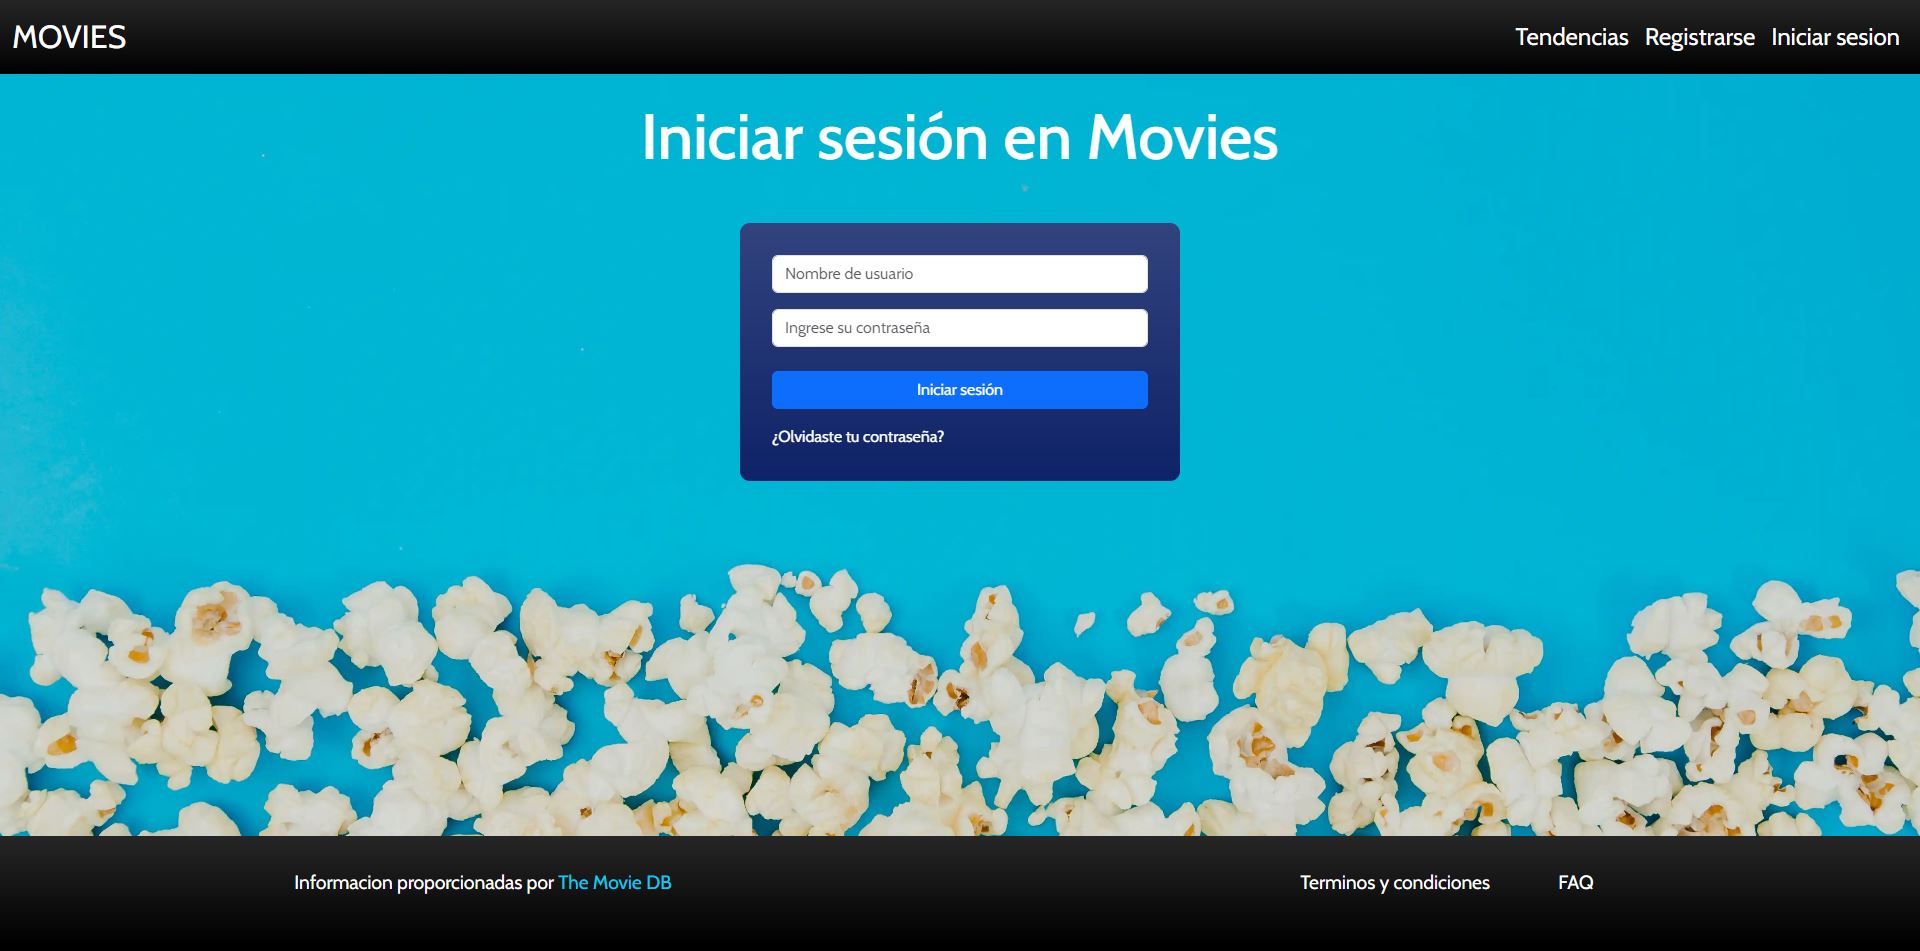 MOVIES
Tendencias Registrarse Iniciar sesion
Iniciar sesión en Movies
Nombre de usuario
Ingrese su contraseña
Iniciar sesión
¿Olvidaste tu contraseña?
Informacion proporcionadas por The Movie DB
Terminos y condiciones
FAQ